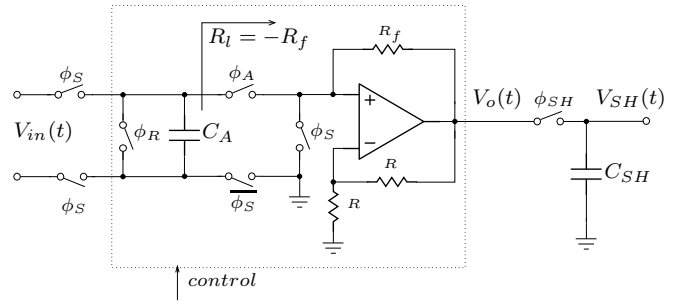 R_l = −R_f
R_f
ϕ_S
ϕ_A
+
V_o(t)
ϕ_SH
V_SH(t)
V_in(t)
ϕ_R
C_A
ϕ_S
−
R
C_SH
ϕ_S
ϕ_S
R
control